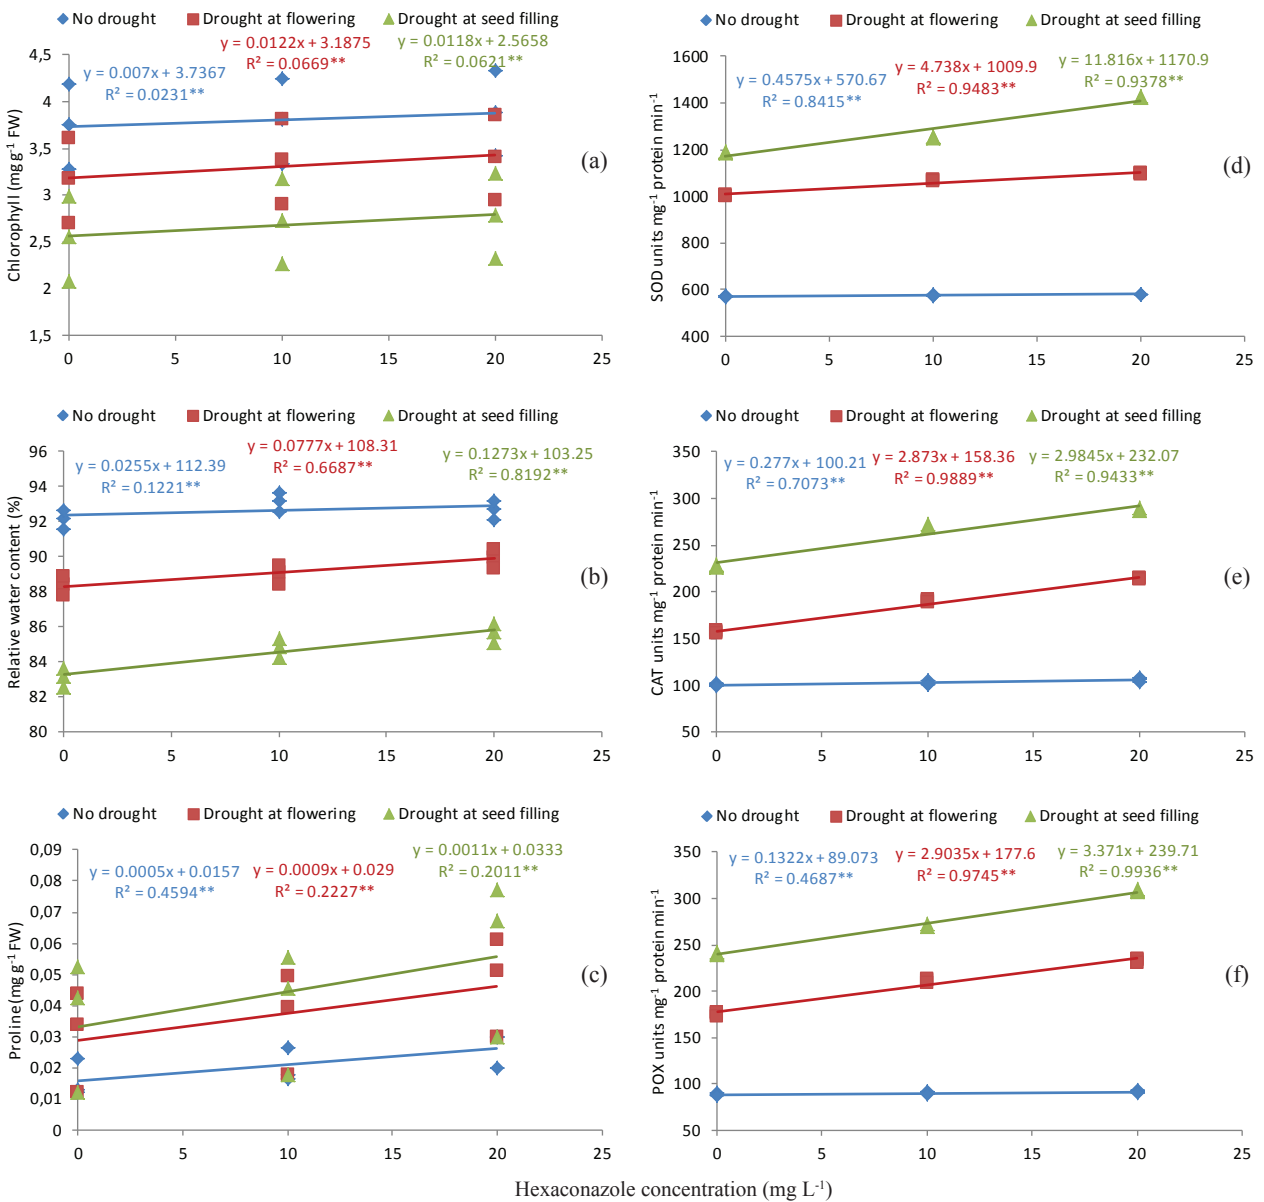 No drought Drought at flowering Drought at seed filling
y = 0.007x + 3.7367
R² = 0.0231**
y = 0.0122x + 3.1875
R² = 0.0669**
y = 0.0118x + 2.5658
R² = 0.0621**
4,5
4
3,5
3
2,5
2
1,5
0 5 10 15 20 25
Chlorophyll (mg g⁻¹ FW)
(a)
No drought Drought at flowering Drought at seed filling
y = 0.4575x + 570.67
R² = 0.8415**
y = 4.738x + 1009.9
R² = 0.9483**
y = 11.816x + 1170.9
R² = 0.9378**
1600
1400
1200
1000
800
600
400
0 5 10 15 20 25
SOD units mg⁻¹ protein min⁻¹
(d)
No drought Drought at flowering Drought at seed filling
y = 0.0255x + 112.39
R² = 0.1221**
y = 0.0777x + 108.31
R² = 0.6687**
y = 0.1273x + 103.25
R² = 0.8192**
96
94
92
90
88
86
84
82
80
0 5 10 15 20 25
Relative water content (%)
(b)
No drought Drought at flowering Drought at seed filling
y = 0.277x + 100.21
R² = 0.7073**
y = 2.873x + 158.36
R² = 0.9889**
y = 2.9845x + 232.07
R² = 0.9433**
350
300
250
200
150
100
50
0 5 10 15 20 25
CAT units mg⁻¹ protein min⁻¹
(e)
No drought Drought at flowering Drought at seed filling
y = 0.0005x + 0.0157
R² = 0.4594**
y = 0.0009x + 0.029
R² = 0.2227**
y = 0.0011x + 0.0333
R² = 0.2011**
0,09
0,08
0,07
0,06
0,05
0,04
0,03
0,02
0,01
0
0 5 10 15 20 25
Proline (mg g⁻¹ FW)
(c)
No drought Drought at flowering Drought at seed filling
y = 0.1322x + 89.073
R² = 0.4687**
y = 2.9035x + 177.6
R² = 0.9745**
y = 3.371x + 239.71
R² = 0.9936**
350
300
250
200
150
100
50
0 5 10 15 20 25
POX units mg⁻¹ protein min⁻¹
(f)
Hexaconazole concentration (mg L⁻¹)